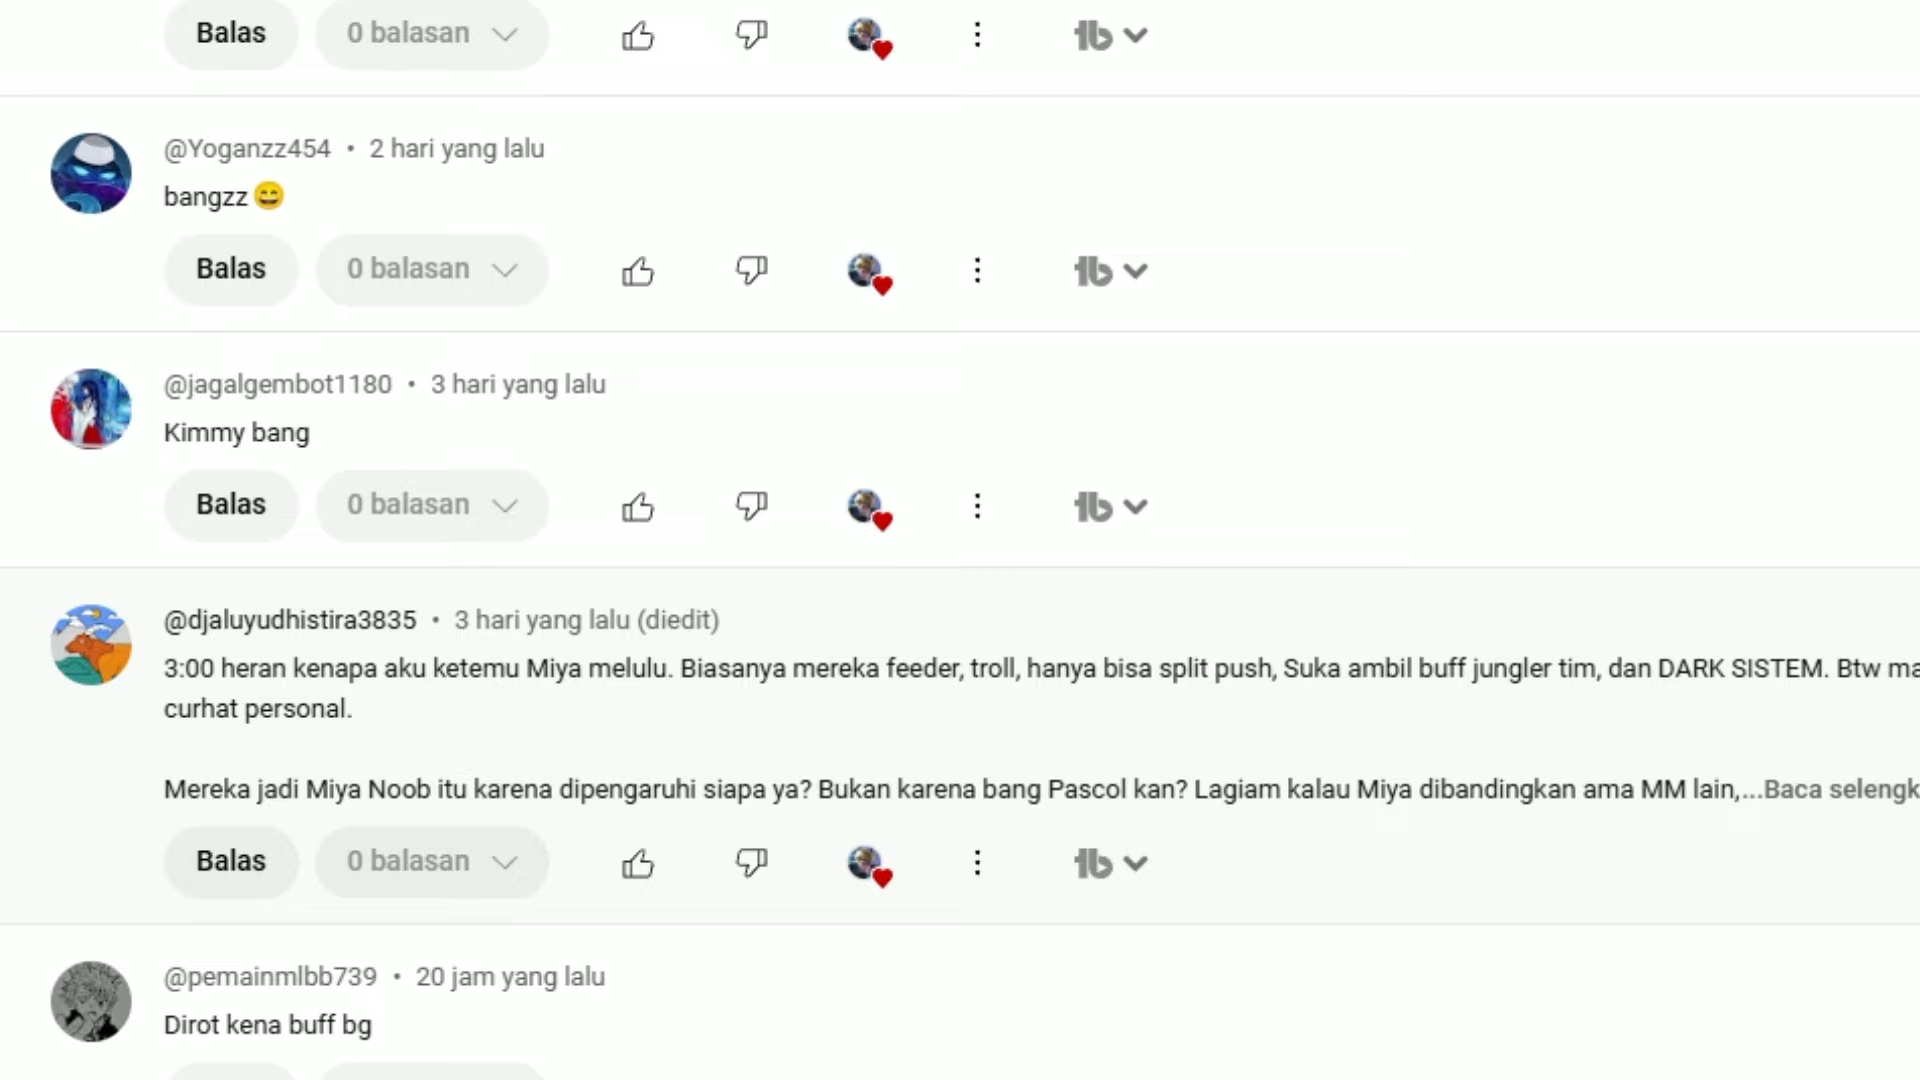 Balas 0 balasan
@Yoganzz454 • 2 hari yang lalu
bangzz 😄
Balas 0 balasan
@jagalgembot1180 • 3 hari yang lalu
Kimmy bang
Balas 0 balasan
@djaluyudhistira3835 • 3 hari yang lalu (diedit)
3:00 heran kenapa aku ketemu Miya melulu. Biasanya mereka feeder, troll, hanya bisa split push, Suka ambil buff jungler tim, dan DARK SISTEM. Btw
curhat personal.
Mereka jadi Miya Noob itu karena dipengaruhi siapa ya? Bukan karena bang Pascol kan? Lagiam kalau Miya dibandingkan ama MM lain,...Baca
Balas 0 balasan
@pemainmlbb739 • 20 jam yang lalu
Dirot kena buff bg